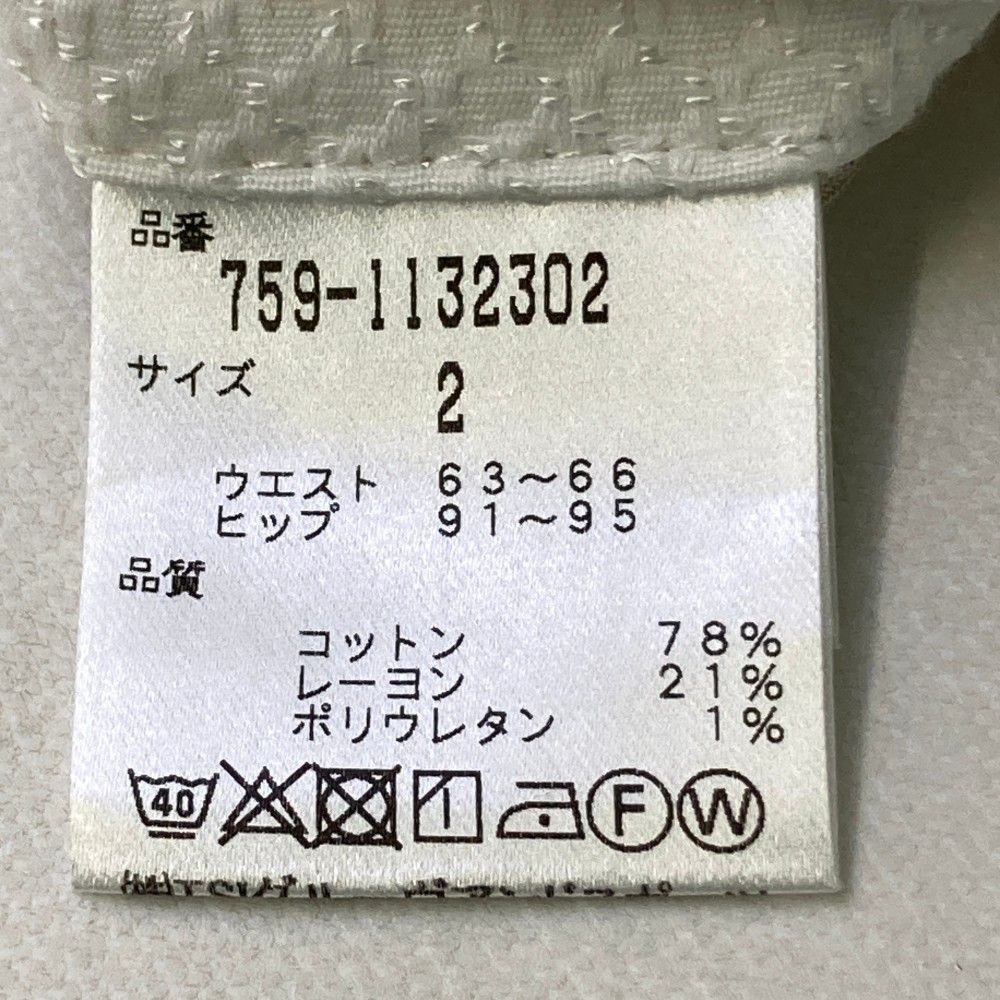 品番
759-1132302
サイズ 2
ウエスト 63～66
ヒップ 91～95
品質
コットン 78%
レーヨン 21%
ポリウレタン 1%
40 F W